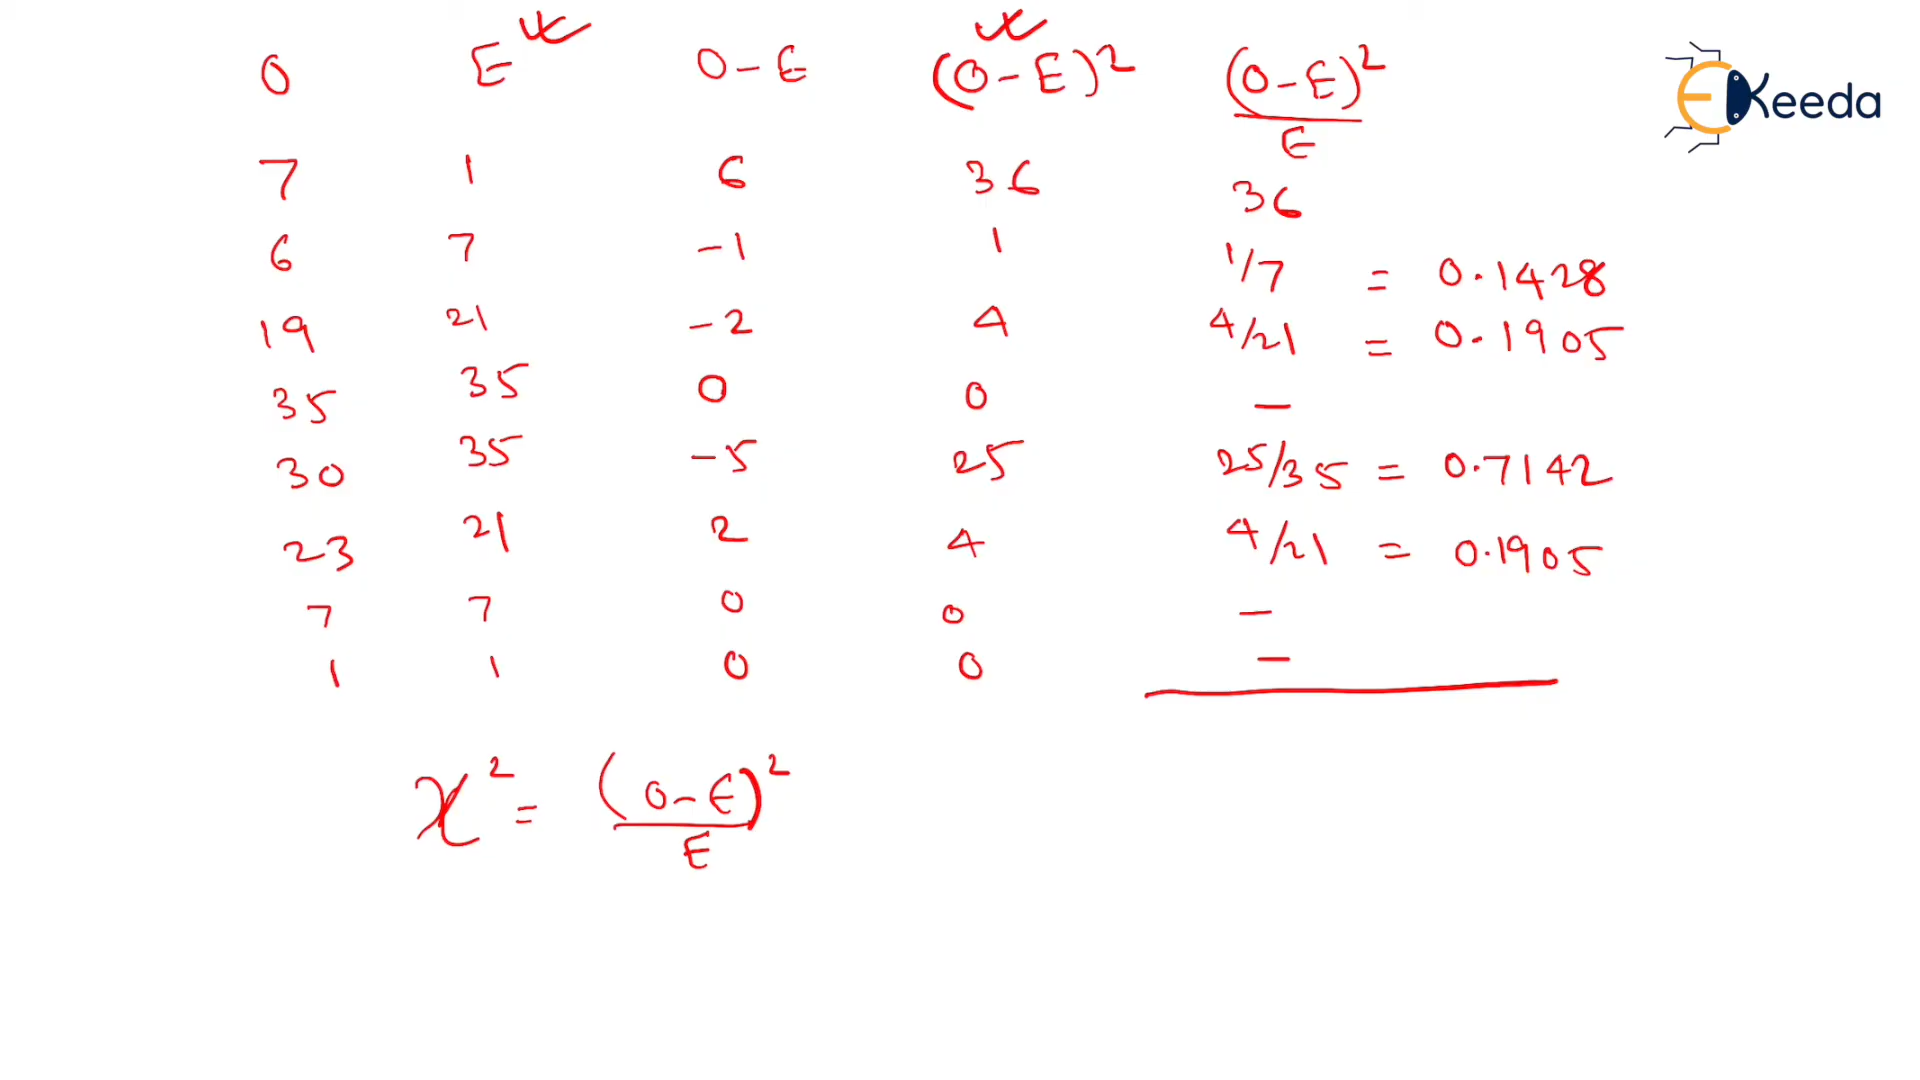 O E O-E (O-E)² (O-E)²/E
EKeeda
7 1 6 36 36
6 7 -1 1 1/7 = 0.1428
19 21 -2 4 4/21 = 0.1905
35 35 0 0 -
30 35 -5 25 25/35 = 0.7142
23 21 2 4 4/21 = 0.1905
7 7 0 0 -
1 1 0 0 -
χ² = (O-E)²/E